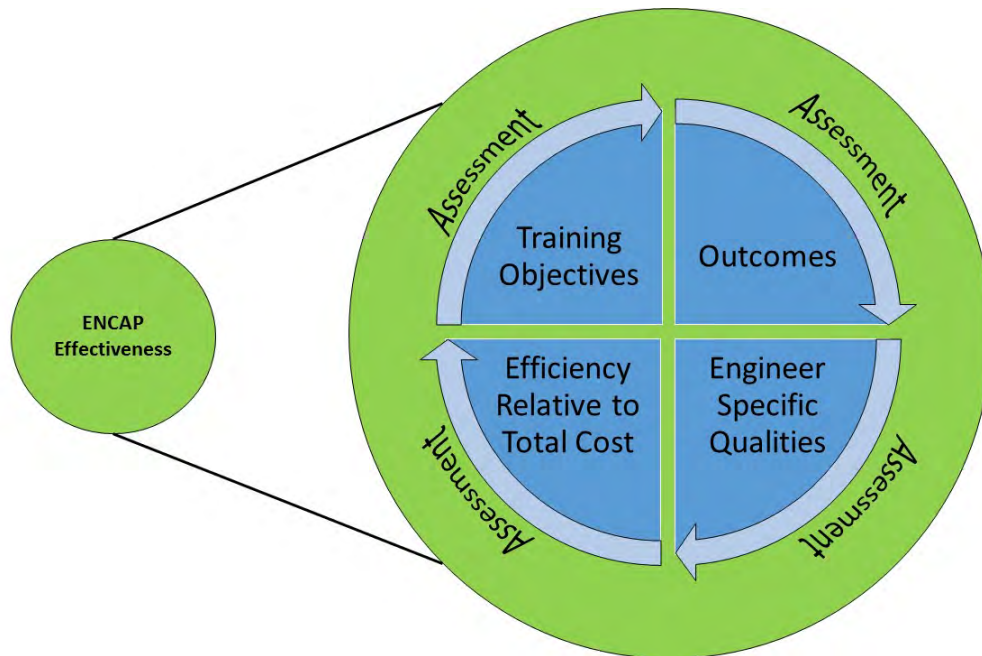 ENCAP
Effectiveness
Assessment
Assessment
Training
Objectives
Outcomes
Efficiency
Relative to
Total Cost
Engineer
Specific
Qualities
Assessment
Assessment